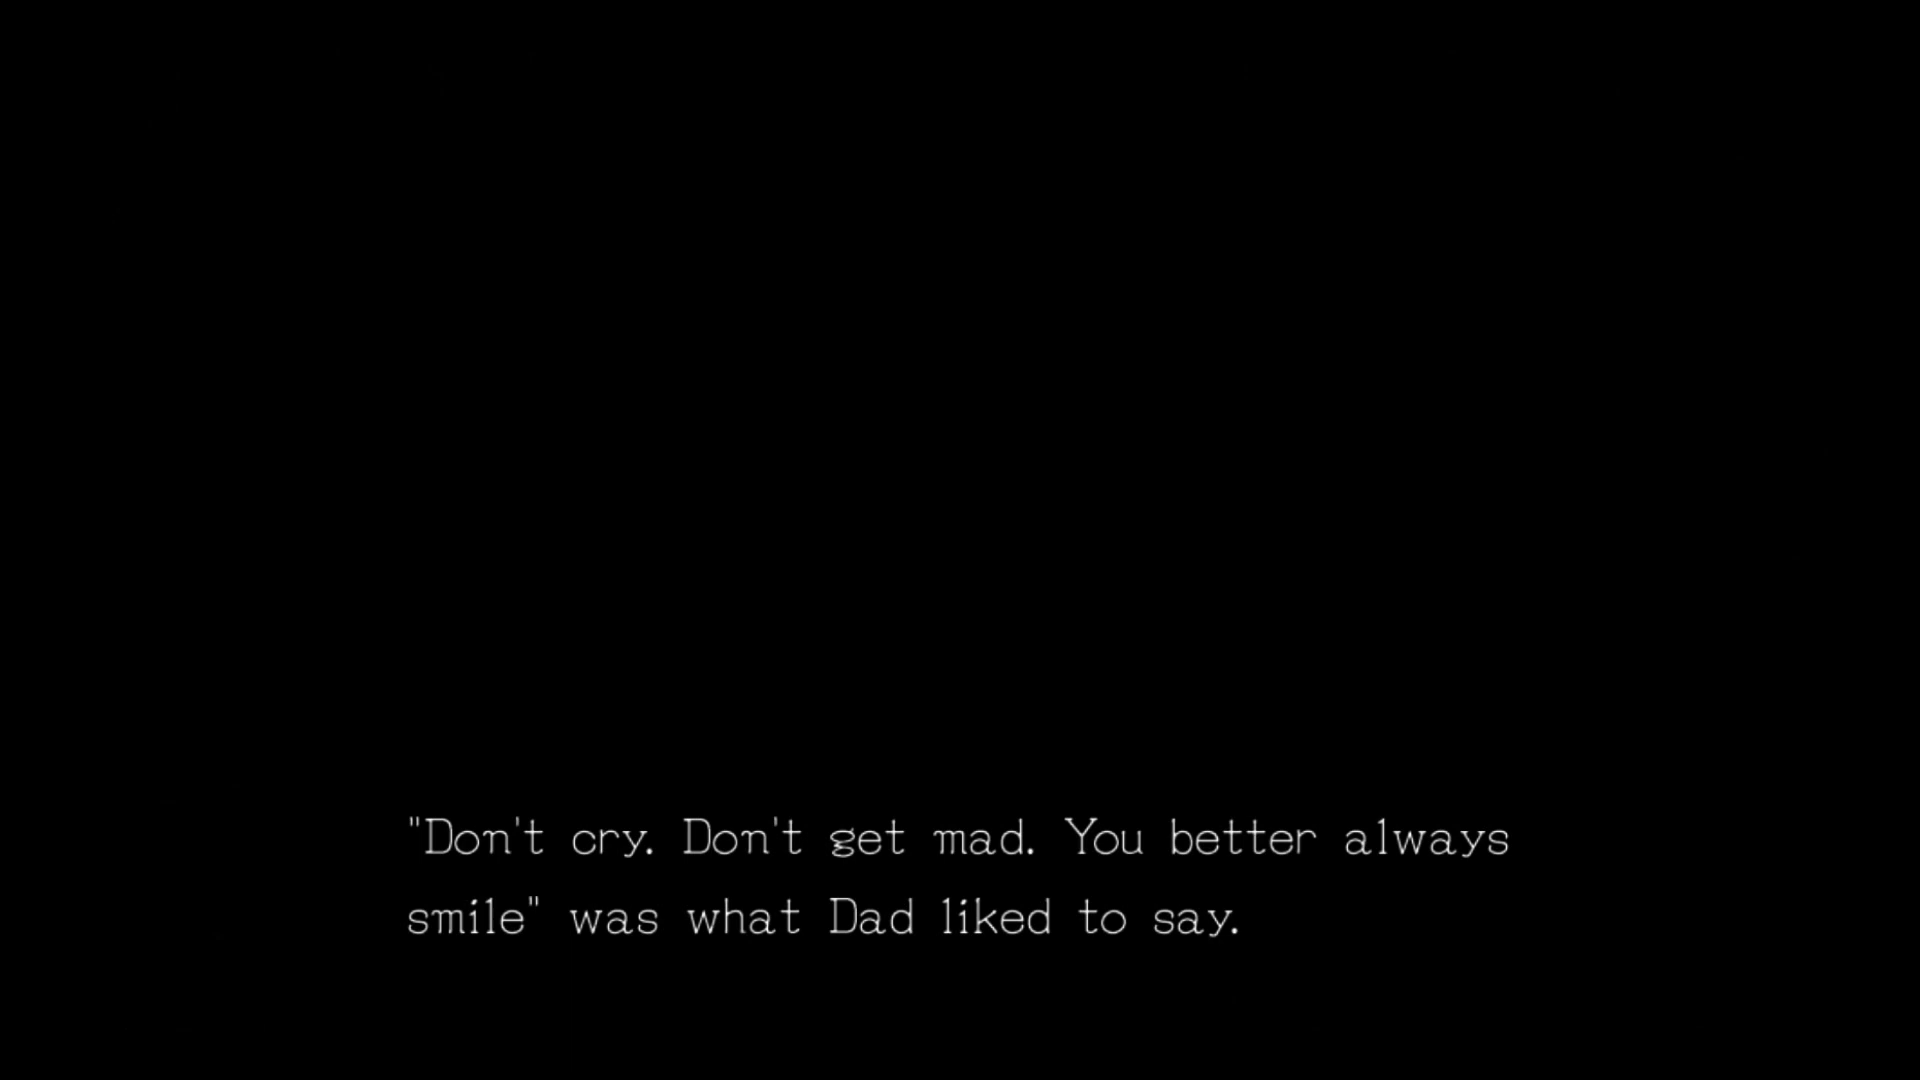 "Don't cry. Don't get mad. You better always
smile" was what Dad liked to say.